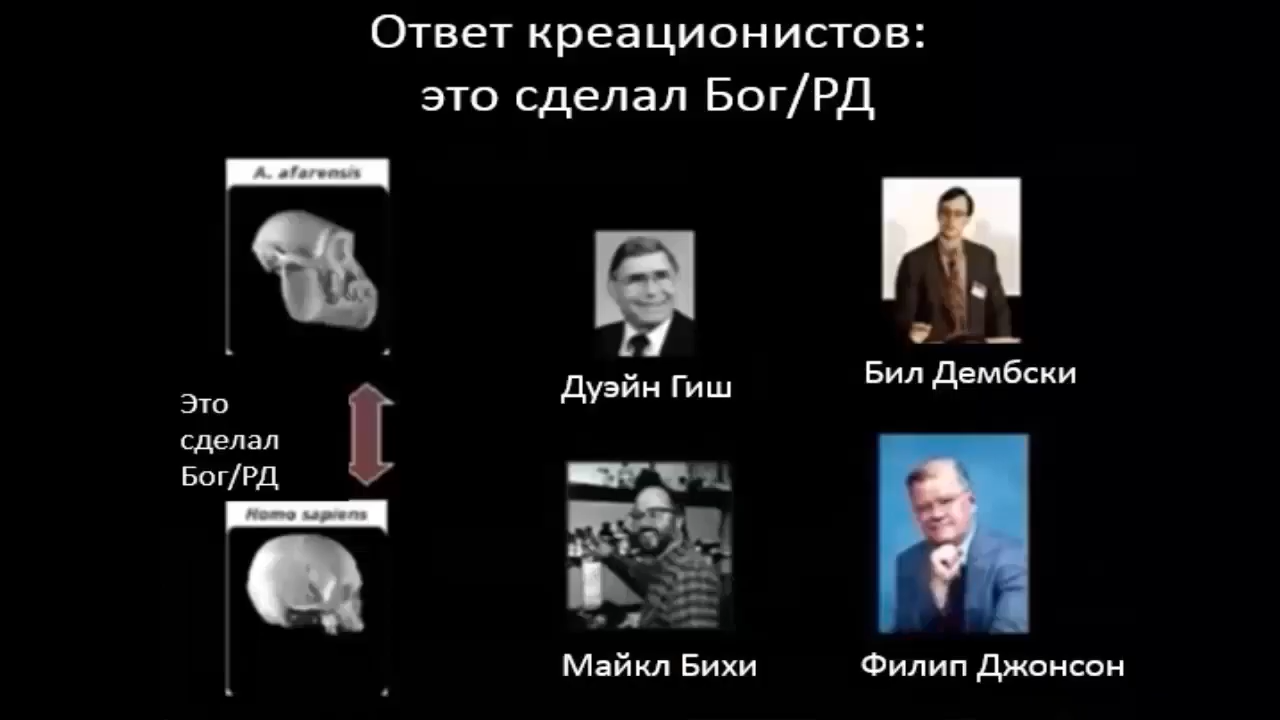 Ответ креационистов:
это сделал Бог/РД
A. afarensis
Это
сделал
Бог/РД
Homo sapiens
Дуэйн Гиш
Бил Дембски
Майкл Бихи
Филип Джонсон